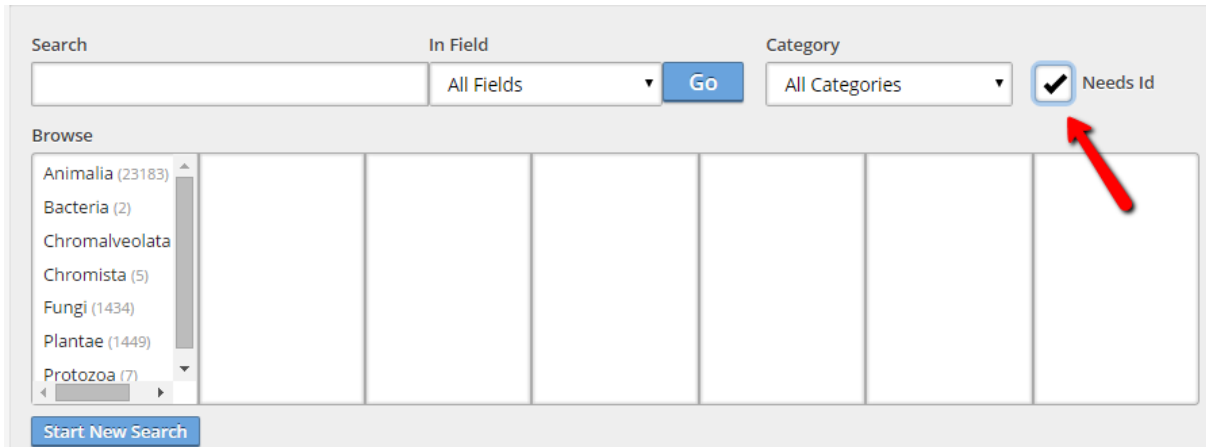 Search In Field Category
All Fields Go All Categories Needs Id
Browse
Animalia (23183)
Bacteria (2)
Chromalveolata
Chromista (5)
Fungi (1434)
Plantae (1449)
Protozoa (7)
Start New Search